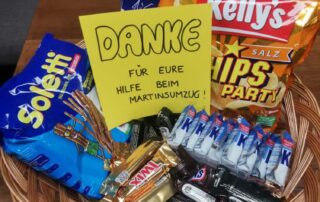 DANKE
FÜR EURE
HILFE BEIM
MARTINSUMZUG!
Kelly's
SALZ
CHIPS
PARTY
Soletti
TWIX